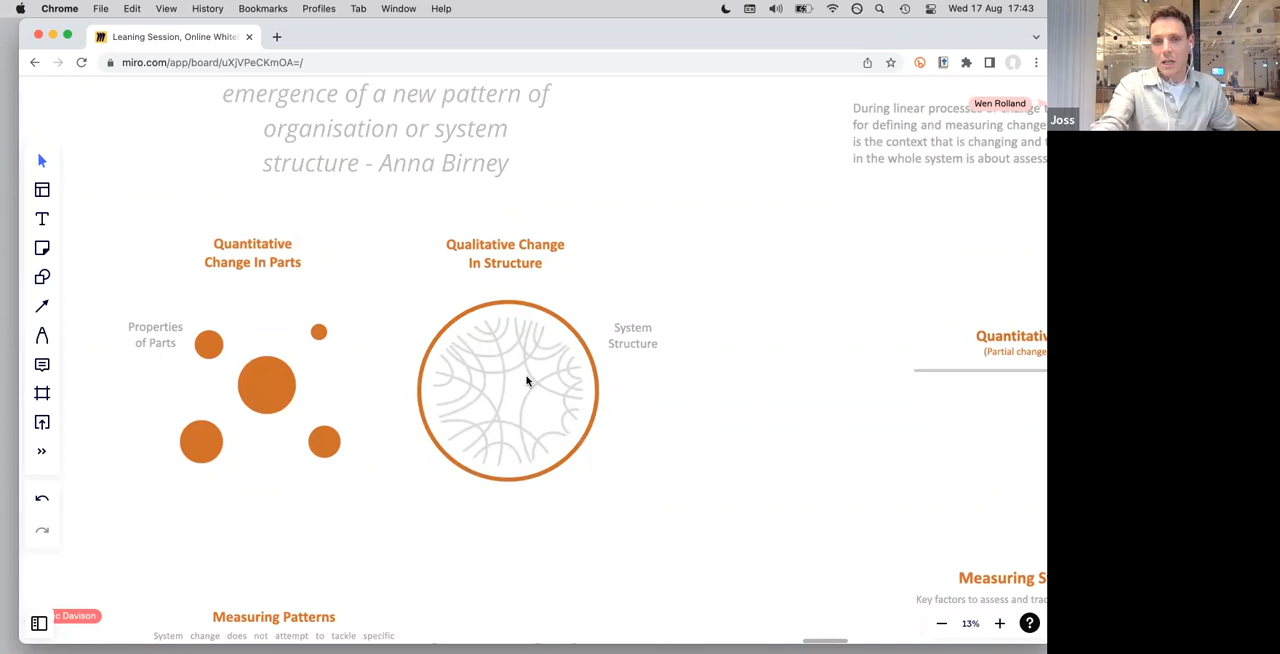 Chrome File Edit View History Bookmarks Profiles Tab Window Help Wed 17 Aug 17:43
Leaning Session, Online White
miro.com/app/board/uXjVPeCKmOA=/
emergence of a new pattern of
organisation or system
structure - Anna Birney
Wen Rolland
Joss
During linear process change
for defining and measuring change
is the context that is changing and
in the whole system is about assess
Quantitative
Change In Parts
Qualitative Change
In Structure
Properties
of Parts
System
Structure
Quantitativ
(Partial change
Measuring S
Key factors to assess and trac
c Davison
Measuring Patterns
System change does not attempt to tackle specific
13%